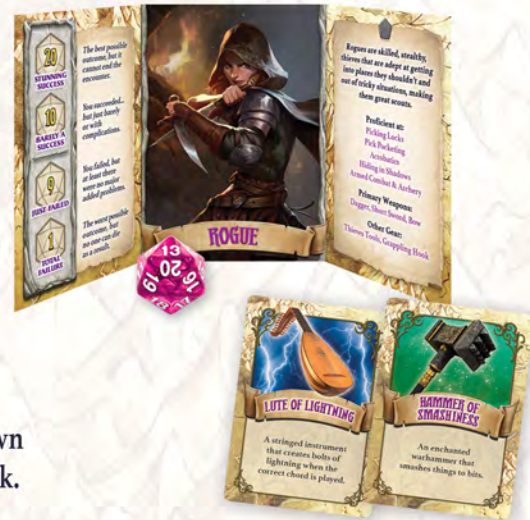 20
STUNNING
SUCCESS
The best possible
outcome, but it
cannot end the
encounter.
10
BARELY A
SUCCESS
You succeeded...
but just barely
or with
complications.
9
JUST FAILED
You failed, but
at least there
were no major
added problems.
1
TOTAL
FAILURE
The worst possible
outcome, but
no one can die
as a result.
ROGUE
Rogues are skilled, stealthy,
thieves that are adept at getting
into places they shouldn't and
out of tricky situations, making
them great scouts.
Proficient at:
Picking Locks
Pick Pocketing
Acrobatics
Hiding in Shadows
Armed Combat & Archery
Primary Weapons:
Dagger, Short Sword, Bow
Other Gear:
Thieves Tools, Grappling Hook
13
20
19
16
LUTE OF LIGHTNING
A stringed instrument
that creates bolts of
lightning when the
correct chord is played.
HAMMER OF
SMASHINESS
An enchanted
warhammer that
smashes things to bits.
wn
k.